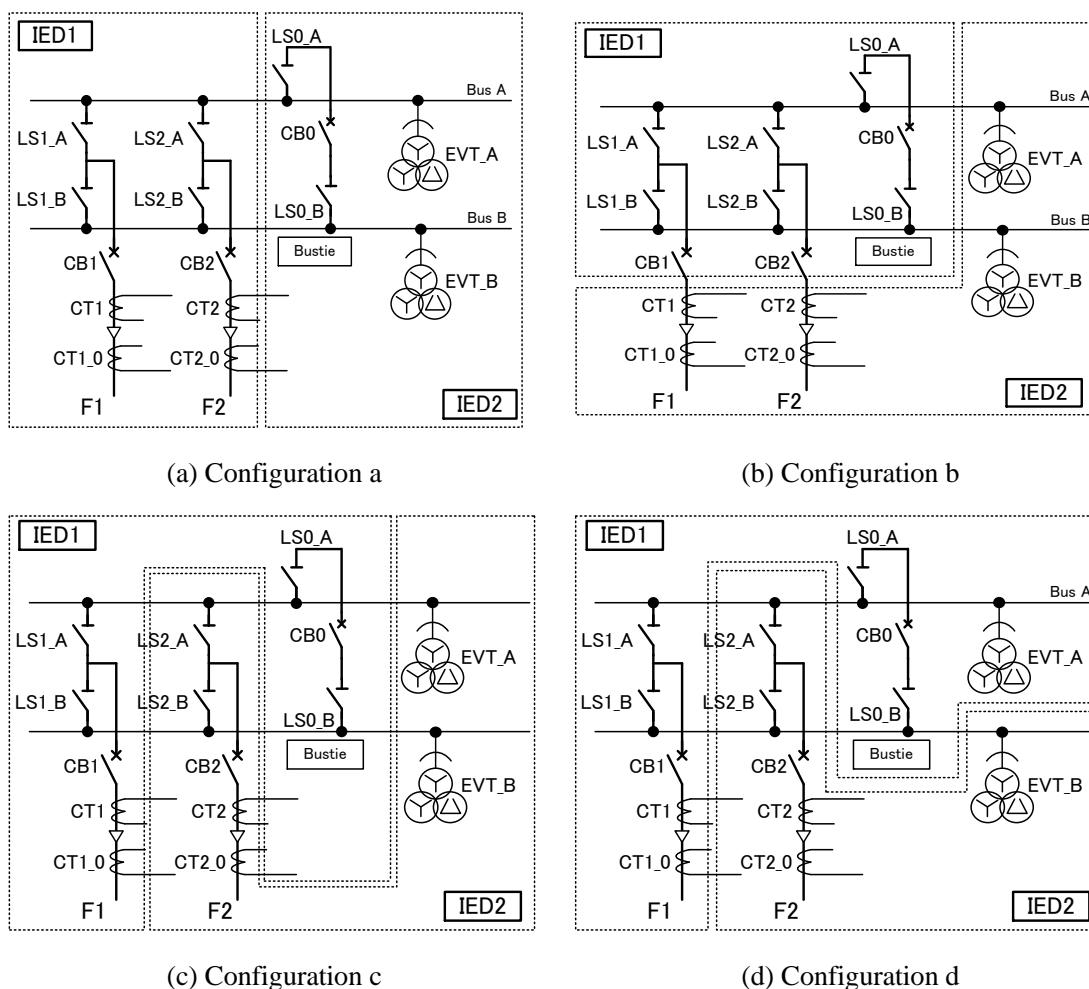 IED1
LS0_A
Bus A
LS1_A
LS2_A
CB0
EVT_A
LS1_B
LS2_B
LS0_B
Bus B
Bustie
CB1
CB2
EVT_B
CT1
CT2
CT1_0
CT2_0
F1
F2
IED2
(a) Configuration a
IED1
LS0_A
Bus A
LS1_A
LS2_A
CB0
EVT_A
LS1_B
LS2_B
LS0_B
Bus B
Bustie
CB1
CB2
EVT_B
CT1
CT2
CT1_0
CT2_0
F1
F2
IED2
(b) Configuration b
IED1
LS0_A
LS1_A
LS2_A
CB0
EVT_A
LS1_B
LS2_B
LS0_B
Bustie
CB1
CB2
EVT_B
CT1
CT2
CT1_0
CT2_0
F1
F2
IED2
(c) Configuration c
IED1
LS0_A
Bus A
LS1_A
LS2_A
CB0
EVT_A
LS1_B
LS2_B
LS0_B
Bustie
CB1
CB2
EVT_B
CT1
CT2
CT1_0
CT2_0
F1
F2
IED2
(d) Configuration d